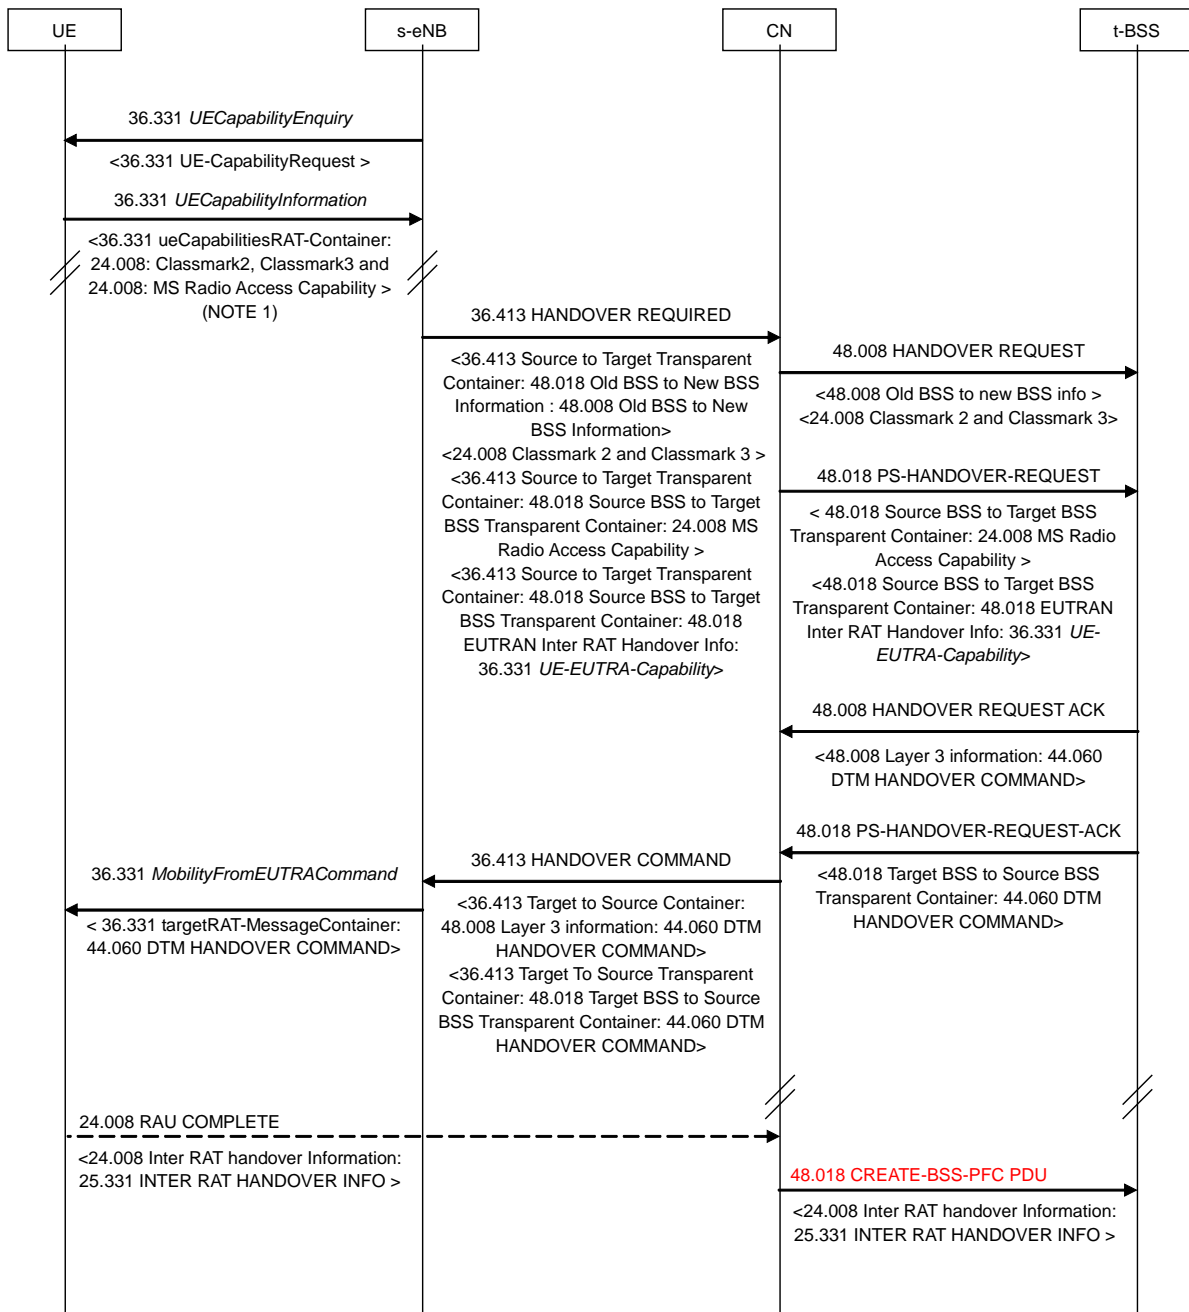 UE
s-eNB
CN
t-BSS
36.331 UECapabilityEnquiry
<36.331 UE-CapabilityRequest >
36.331 UECapabilityInformation
<36.331 ueCapabilitiesRAT-Container:
24.008: Classmark2, Classmark3 and
24.008: MS Radio Access Capability >
(NOTE 1)
36.413 HANDOVER REQUIRED
<36.413 Source to Target Transparent
Container: 48.018 Old BSS to New BSS
Information : 48.008 Old BSS to New
BSS Information>
<24.008 Classmark 2 and Classmark 3 >
<36.413 Source to Target Transparent
Container: 48.018 Source BSS to Target
BSS Transparent Container: 24.008 MS
Radio Access Capability >
<36.413 Source to Target Transparent
Container: 48.018 Source BSS to Target
BSS Transparent Container: 48.018
EUTRAN Inter RAT Handover Info:
36.331 UE-EUTRA-Capability>
48.008 HANDOVER REQUEST
<48.008 Old BSS to new BSS info >
<24.008 Classmark 2 and Classmark 3>
48.018 PS-HANDOVER-REQUEST
< 48.018 Source BSS to Target BSS
Transparent Container: 24.008 MS Radio
Access Capability >
<48.018 Source BSS to Target BSS
Transparent Container: 48.018 EUTRAN
Inter RAT Handover Info: 36.331 UE-
EUTRA-Capability>
48.008 HANDOVER REQUEST ACK
<48.008 Layer 3 information: 44.060
DTM HANDOVER COMMAND>
48.018 PS-HANDOVER-REQUEST-ACK
<48.018 Target BSS to Source BSS
Transparent Container: 44.060 DTM
HANDOVER COMMAND>
36.413 HANDOVER COMMAND
<36.413 Target to Source Container:
48.008 Layer 3 information: 44.060 DTM
HANDOVER COMMAND>
<36.413 Target To Source Transparent
Container: 48.018 Target BSS to Source
BSS Transparent Container: 44.060 DTM
HANDOVER COMMAND>
36.331 MobilityFromEUTRACommand
< 36.331 targetRAT-MessageContainer:
44.060 DTM HANDOVER COMMAND>
24.008 RAU COMPLETE
<24.008 Inter RAT handover Information:
25.331 INTER RAT HANDOVER INFO >
48.018 CREATE-BSS-PFC PDU
<24.008 Inter RAT handover Information:
25.331 INTER RAT HANDOVER INFO >